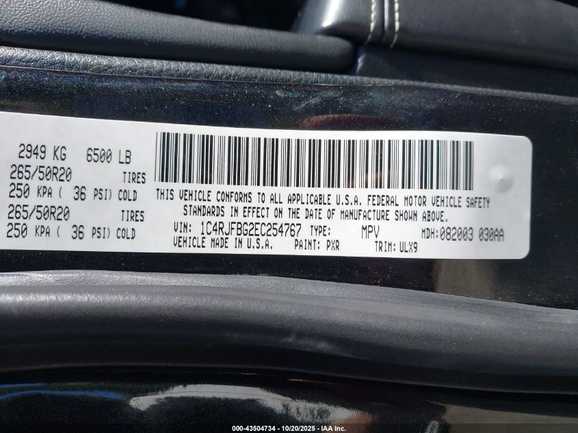 2949 KG 6500 LB
265/50R20 TIRES
250 KPA ( 36 PSI) COLD
265/50R20 TIRES
250 KPA ( 36 PSI) COLD
THIS VEHICLE CONFORMS TO ALL APPLICABLE U.S.A. FEDERAL MOTOR VEHICLE SAFETY
STANDARDS IN EFFECT ON THE DATE OF MANUFACTURE SHOWN ABOVE.
VIN: 1C4RJFBG2EC254767 TYPE: MPV MDH: 082003 030AA
VEHICLE MADE IN U.S.A. PAINT: PXR TRIM: ULX9
000-43504734 - 10/20/2025 - IAA, Inc.